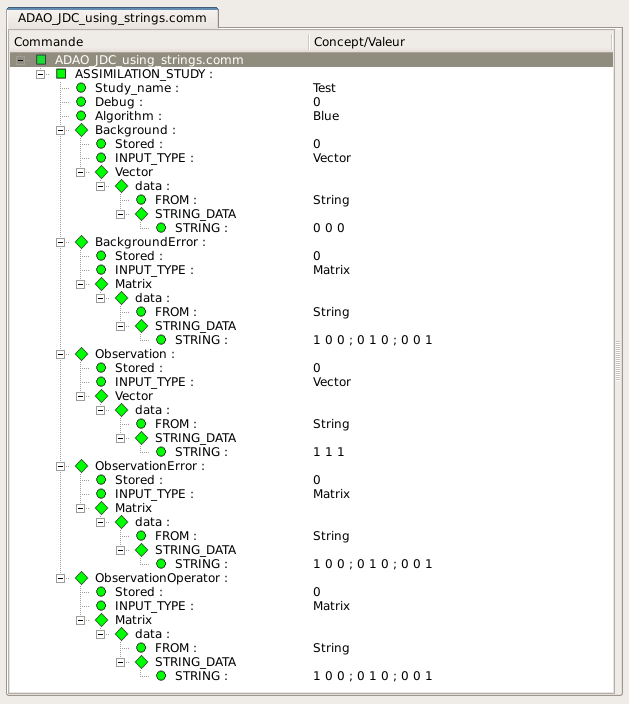 ADAO_JDC_using_strings.comm
Commande Concept/Valeur
ADAO_JDC_using_strings.comm
ASSIMILATION_STUDY :
Study_name : Test
Debug : 0
Algorithm : Blue
Background :
Stored : 0
INPUT_TYPE : Vector
Vector
data :
FROM : String
STRING_DATA
STRING : 0 0 0
BackgroundError :
Stored : 0
INPUT_TYPE : Matrix
Matrix
data :
FROM : String
STRING_DATA
STRING : 1 0 0 ; 0 1 0 ; 0 0 1
Observation :
Stored : 0
INPUT_TYPE : Vector
Vector
data :
FROM : String
STRING_DATA
STRING : 1 1 1
ObservationError :
Stored : 0
INPUT_TYPE : Matrix
Matrix
data :
FROM : String
STRING_DATA
STRING : 1 0 0 ; 0 1 0 ; 0 0 1
ObservationOperator :
Stored : 0
INPUT_TYPE : Matrix
Matrix
data :
FROM : String
STRING_DATA
STRING : 1 0 0 ; 0 1 0 ; 0 0 1